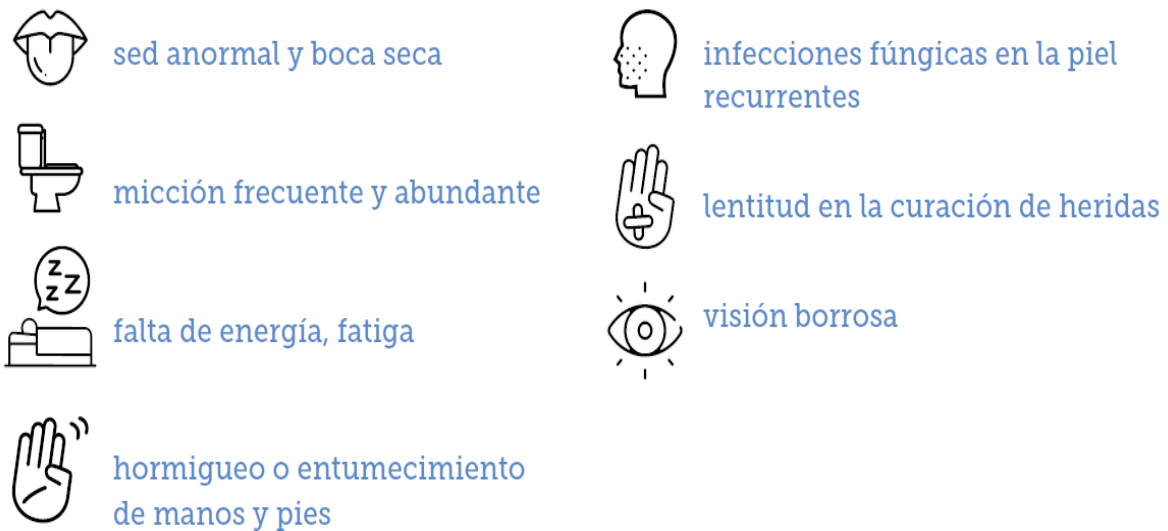 sed anormal y boca seca
micción frecuente y abundante
z
z Z
falta de energía, fatiga
hormigueo o entumecimiento
de manos y pies
infecciones fúngicas en la piel
recurrentes
lentitud en la curación de heridas
visión borrosa